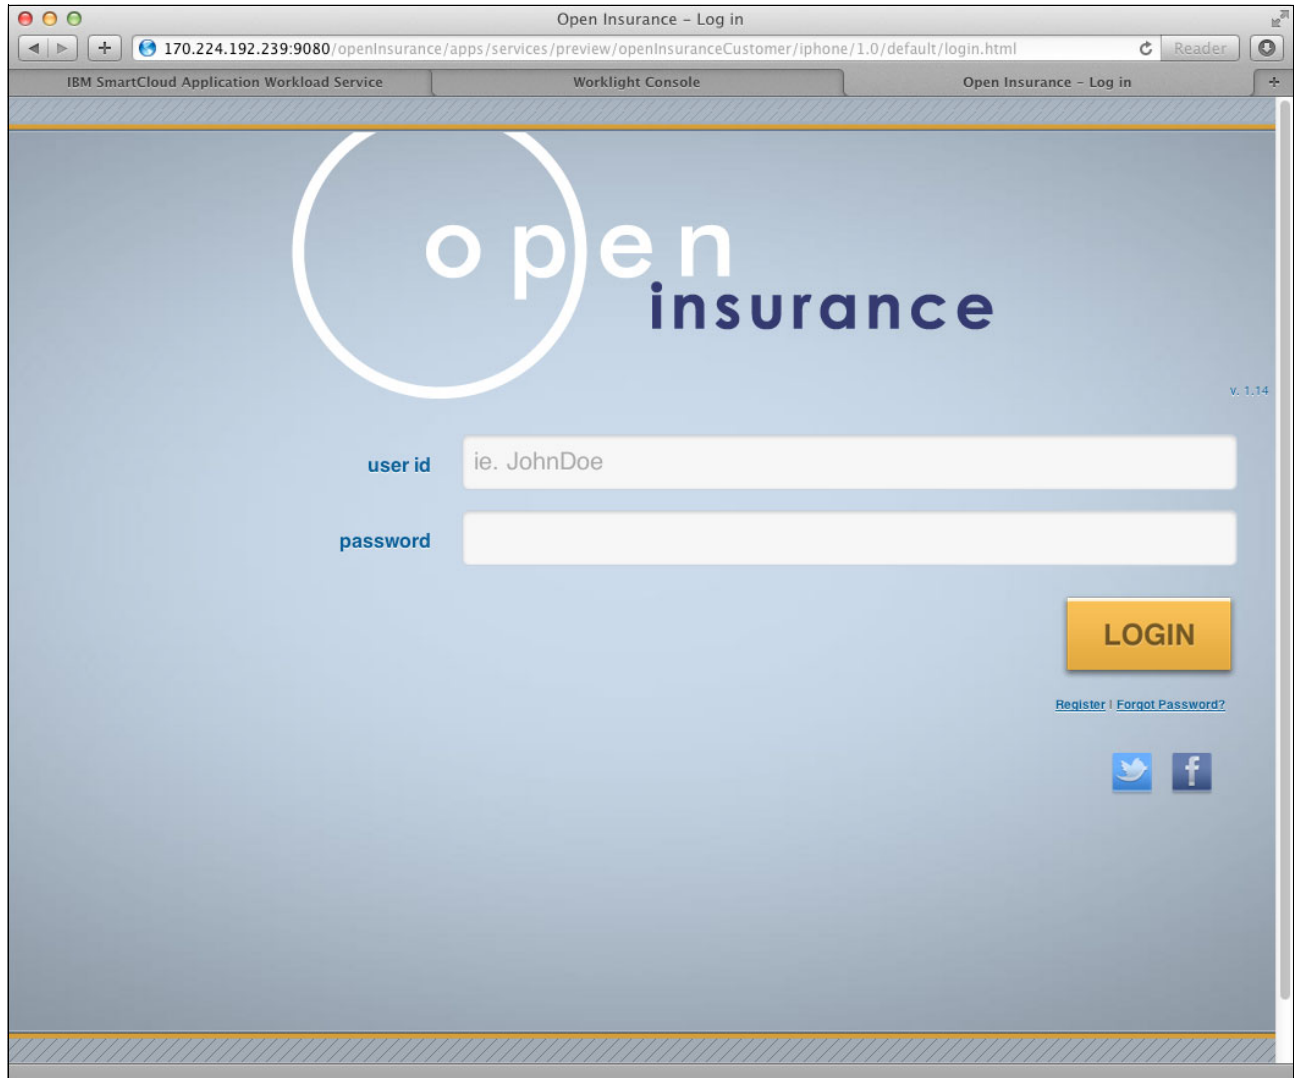 Open Insurance – Log in
170.224.192.239:9080/openInsurance/apps/services/preview/openInsuranceCustomer/iphone/1.0/default/login.html
Reader
IBM SmartCloud Application Workload Service
Worklight Console
Open Insurance – Log in
open
insurance
v. 1.14
user id
ie. JohnDoe
password
LOGIN
Register | Forgot Password?